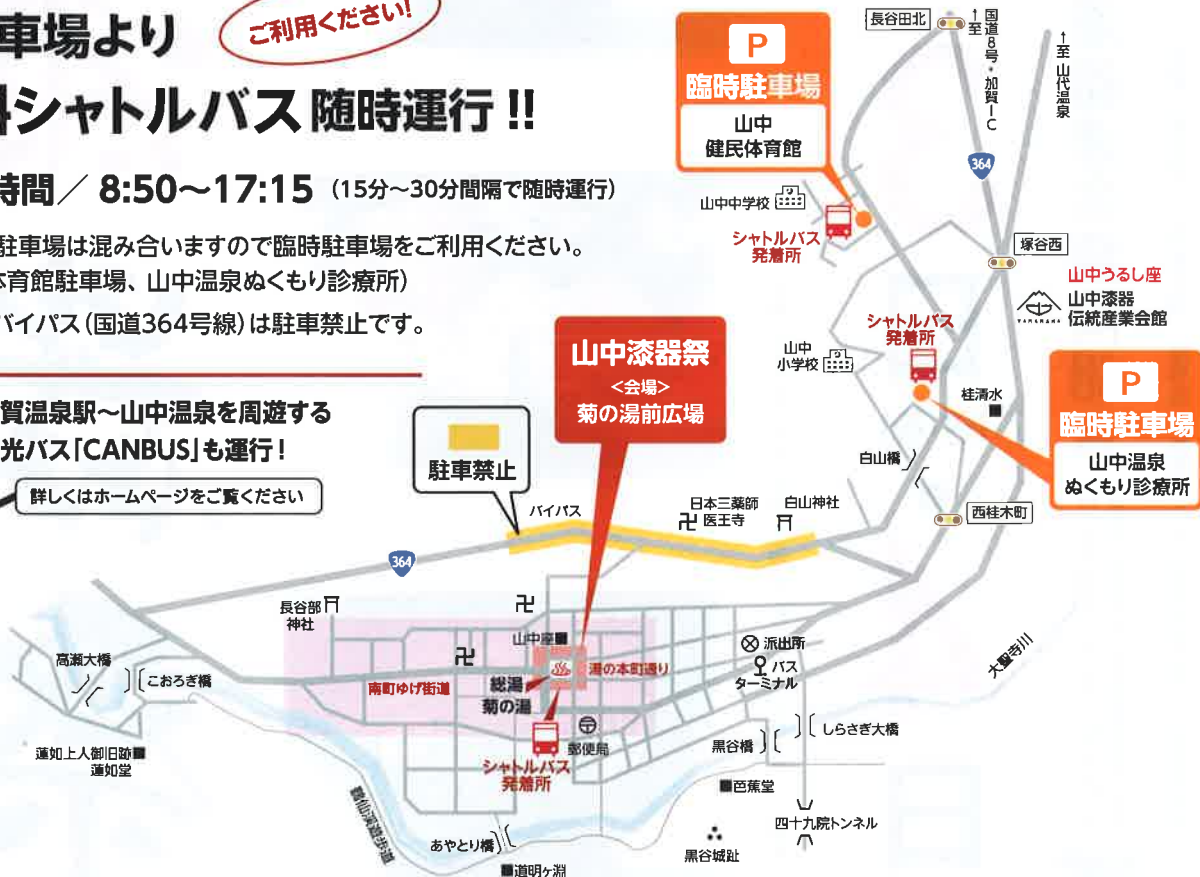 車場より
ご利用ください!
シャトルバス随時運行!!
時間/ 8:50～17:15 (15分～30分間隔で随時運行)
駐車場は混み合いますので臨時駐車場をご利用ください。
体育館駐車場、山中温泉ぬくもり診療所)
バイパス(国道364号線)は駐車禁止です。
賀温泉駅～山中温泉を周遊する
光バス「CANBUS」も運行!
詳しくはホームページをご覧ください
P
臨時駐車場
山中
健民体育館
長谷田北
↑至 国道8号・加賀IC
↑至 山代温泉
364
山中中学校
シャトルバス
発着所
塚谷西
山中うるし座
山中漆器
伝統産業会館
YAMANAKA
シャトルバス
発着所
山中
小学校
桂清水
P
臨時駐車場
山中温泉
ぬくもり診療所
白山橋
西桂木町
山中漆器祭
<会場>
菊の湯前広場
駐車禁止
バイパス
日本三薬師
医王寺
白山神社
364
長谷部
神社
山中座
派出所
バス
ターミナル
大聖寺川
高瀬大橋
こおろぎ橋
南町ゆげ街道
総湯
菊の湯
湯の本町通り
郵便局
シャトルバス
発着所
しらさぎ大橋
黒谷橋
蓮如上人御旧跡
蓮如堂
芭蕉堂
四十九院トンネル
鶴仙渓遊歩道
あやとり橋
道明ヶ淵
黒谷城趾